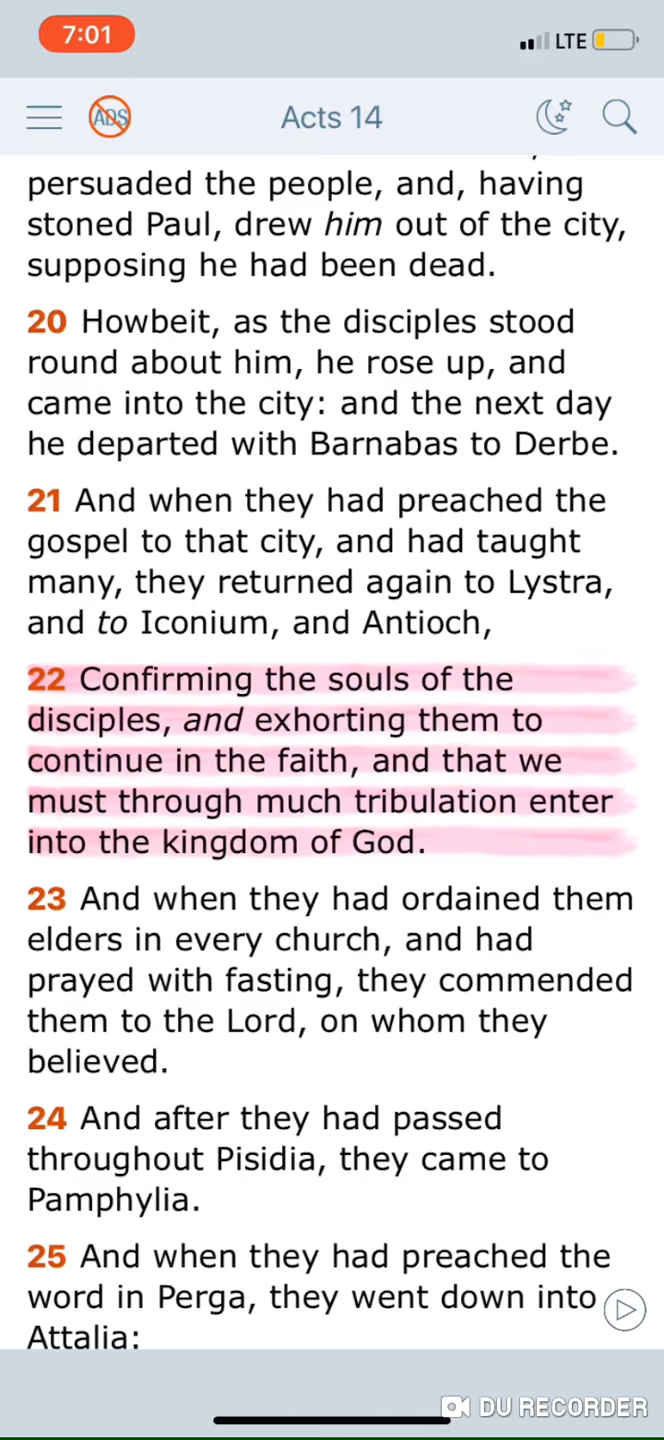 7:01
LTE
ADS
Acts 14
persuaded the people, and, having
stoned Paul, drew him out of the city,
supposing he had been dead.
20 Howbeit, as the disciples stood
round about him, he rose up, and
came into the city: and the next day
he departed with Barnabas to Derbe.
21 And when they had preached the
gospel to that city, and had taught
many, they returned again to Lystra,
and to Iconium, and Antioch,
22 Confirming the souls of the
disciples, and exhorting them to
continue in the faith, and that we
must through much tribulation enter
into the kingdom of God.
23 And when they had ordained them
elders in every church, and had
prayed with fasting, they commended
them to the Lord, on whom they
believed.
24 And after they had passed
throughout Pisidia, they came to
Pamphylia.
25 And when they had preached the
word in Perga, they went down into
Attalia:
DU RECORDER